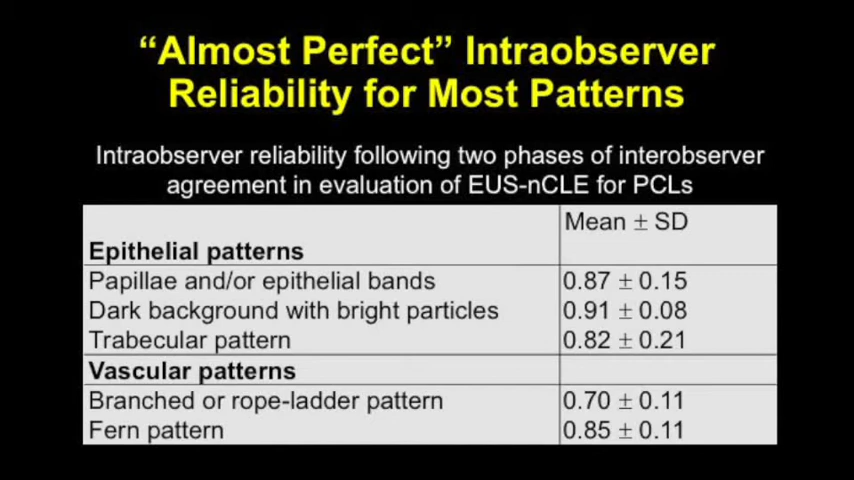 “Almost Perfect” Intraobserver
Reliability for Most Patterns
Intraobserver reliability following two phases of interobserver
agreement in evaluation of EUS-nCLE for PCLs
Mean ± SD
Epithelial patterns
Papillae and/or epithelial bands 0.87 ± 0.15
Dark background with bright particles 0.91 ± 0.08
Trabecular pattern 0.82 ± 0.21
Vascular patterns
Branched or rope-ladder pattern 0.70 ± 0.11
Fern pattern 0.85 ± 0.11